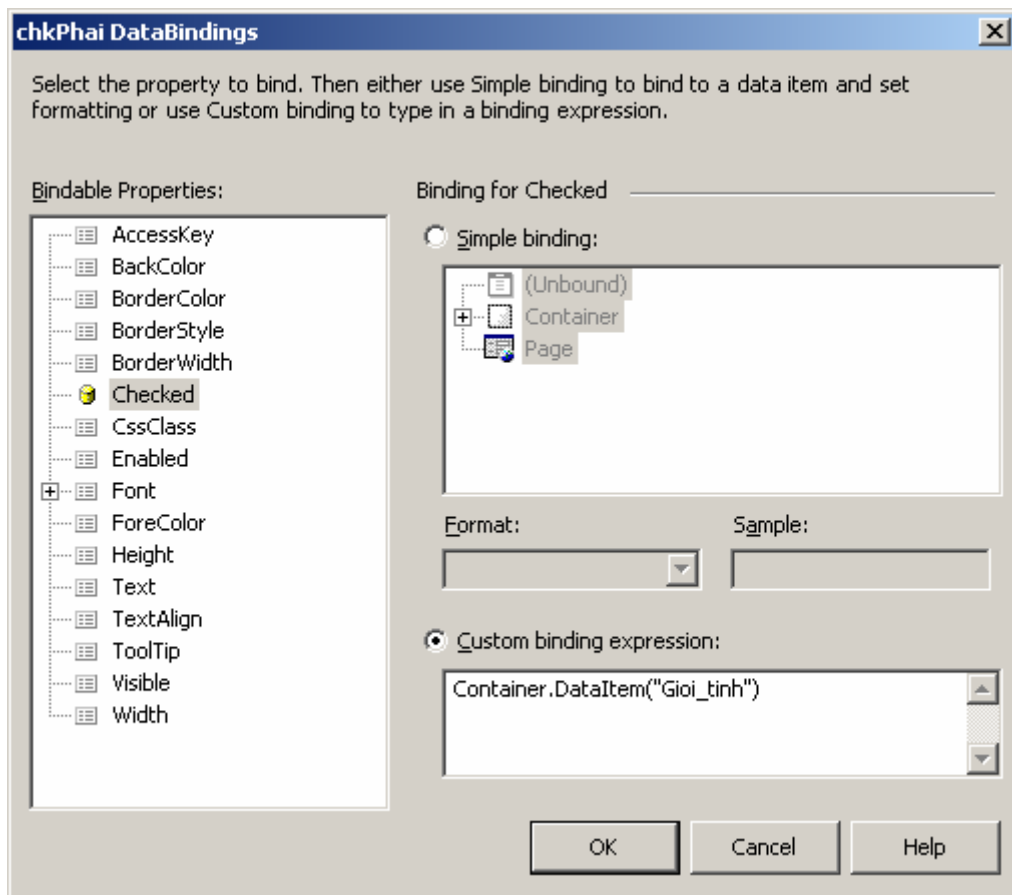 chkPhai DataBindings
Select the property to bind. Then either use Simple binding to bind to a data item and set
formatting or use Custom binding to type in a binding expression.
Bindable Properties:
AccessKey
BackColor
BorderColor
BorderStyle
BorderWidth
Checked
CssClass
Enabled
Font
ForeColor
Height
Text
TextAlign
ToolTip
Visible
Width
Binding for Checked
Simple binding:
(Unbound)
Container
Page
Format:
Sample:
Custom binding expression:
Container.DataItem("Gioi_tinh")
OK
Cancel
Help